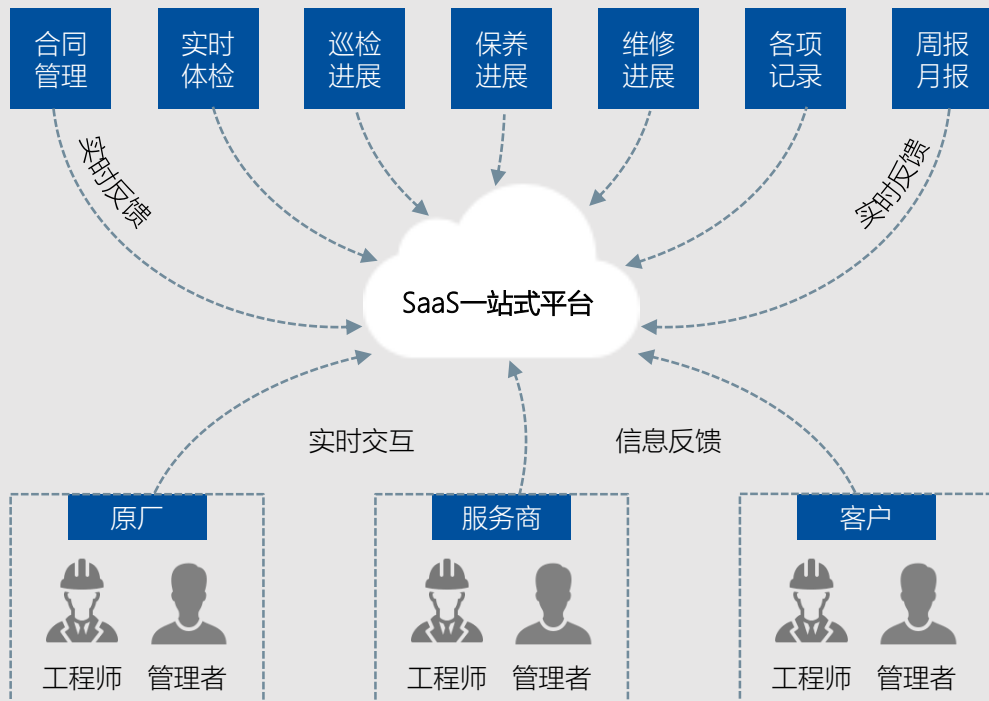 合同
管理
实时
体检
巡检
进展
保养
进展
维修
进展
各项
记录
周报
月报
实时反馈
实时反馈
SaaS一站式平台
实时交互
信息反馈
原厂
服务商
客户
工程师
管理者
工程师
管理者
工程师
管理者